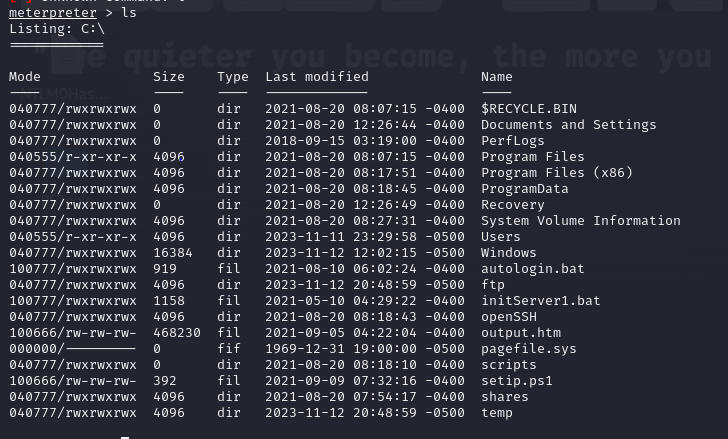 meterpreter > ls
Listing: C:\
============
"e quieter you become, the more you
Mode Size Type Last modified Name
---- ---- ---- ------------- ----
040777/rwxrwxrwx 0 dir 2021-08-20 08:07:15 -0400 $RECYCLE.BIN
040777/rwxrwxrwx 0 dir 2021-08-20 12:26:44 -0400 Documents and Settings
040777/rwxrwxrwx 0 dir 2018-09-15 03:19:00 -0400 PerfLogs
040555/r-xr-xr-x 4096 dir 2021-08-20 08:07:15 -0400 Program Files
040777/rwxrwxrwx 4096 dir 2021-08-20 08:17:51 -0400 Program Files (x86)
040777/rwxrwxrwx 4096 dir 2021-08-20 08:18:45 -0400 ProgramData
040777/rwxrwxrwx 0 dir 2021-08-20 12:26:49 -0400 Recovery
040777/rwxrwxrwx 4096 dir 2021-08-20 08:27:31 -0400 System Volume Information
040555/r-xr-xr-x 4096 dir 2023-11-11 23:29:58 -0500 Users
040777/rwxrwxrwx 16384 dir 2023-11-12 12:02:15 -0500 Windows
100777/rwxrwxrwx 919 fil 2021-08-10 06:02:24 -0400 autologin.bat
040777/rwxrwxrwx 4096 dir 2023-11-12 20:48:59 -0500 ftp
100777/rwxrwxrwx 1158 fil 2021-05-10 04:29:22 -0400 initServer1.bat
040777/rwxrwxrwx 4096 dir 2021-08-20 08:18:43 -0400 openSSH
100666/rw-rw-rw- 468230 fil 2021-09-05 04:22:04 -0400 output.htm
000000/--------- 0 fif 1969-12-31 19:00:00 -0500 pagefile.sys
040777/rwxrwxrwx 0 dir 2021-08-20 08:18:10 -0400 scripts
100666/rw-rw-rw- 392 fil 2021-09-09 07:32:16 -0400 setip.ps1
040777/rwxrwxrwx 4096 dir 2021-08-20 07:54:17 -0400 shares
040777/rwxrwxrwx 4096 dir 2023-11-12 20:48:59 -0500 temp